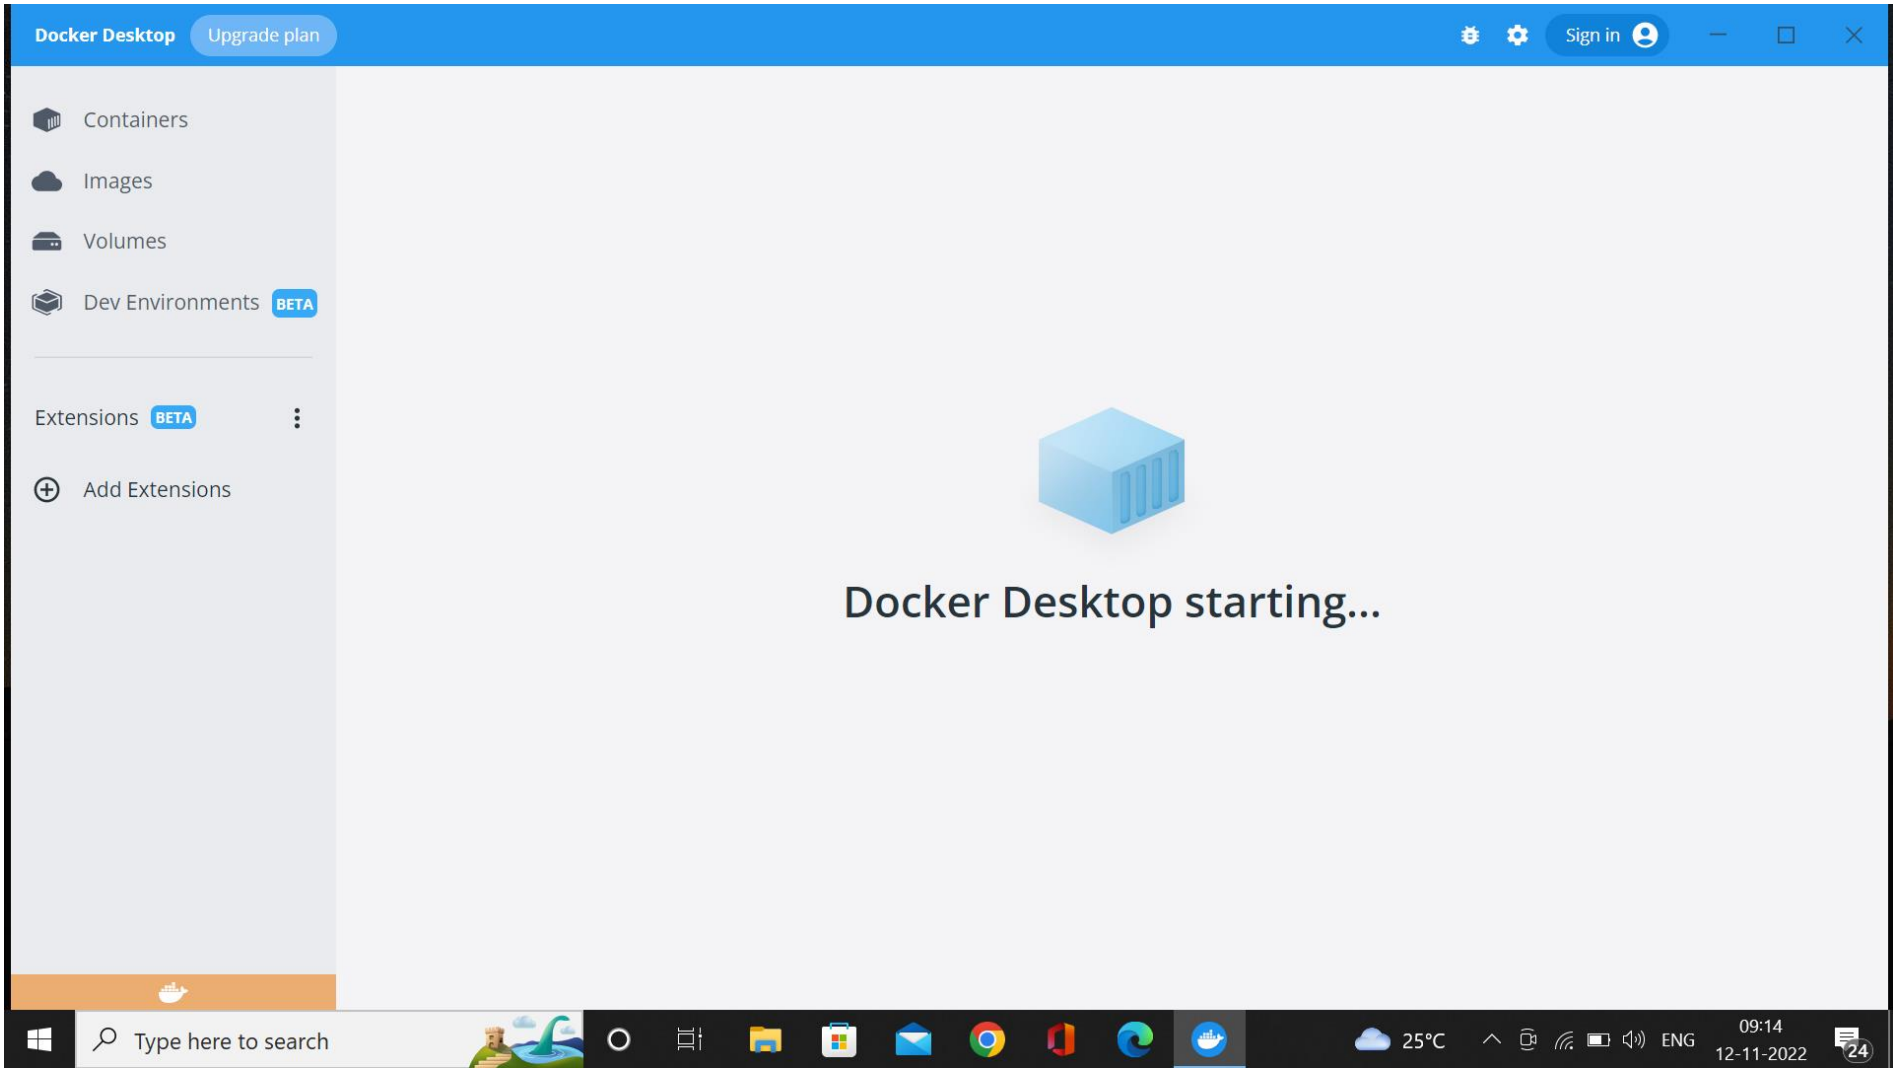 Docker Desktop Upgrade plan Sign in
Containers
Images
Volumes
Dev Environments BETA
Extensions BETA
Add Extensions
Docker Desktop starting...
Type here to search
25°C
ENG
09:14
12-11-2022
24